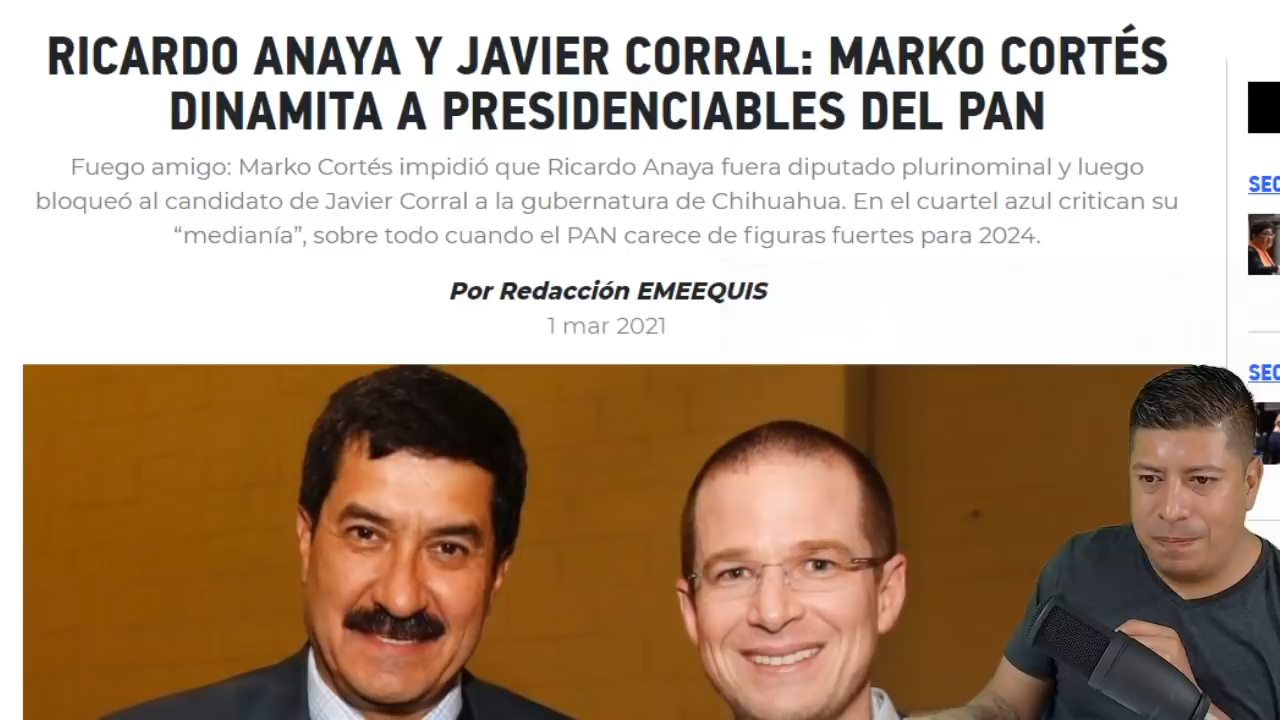 RICARDO ANAYA Y JAVIER CORRAL: MARKO CORTÉS
DINAMITA A PRESIDENCIABLES DEL PAN
Fuego amigo: Marko Cortés impidió que Ricardo Anaya fuera diputado plurinominal y luego
bloqueó al candidato de Javier Corral a la gubernatura de Chihuahua. En el cuartel azul critican su
“medianía”, sobre todo cuando el PAN carece de figuras fuertes para 2024.
Por Redacción EMEEQUIS
1 mar 2021